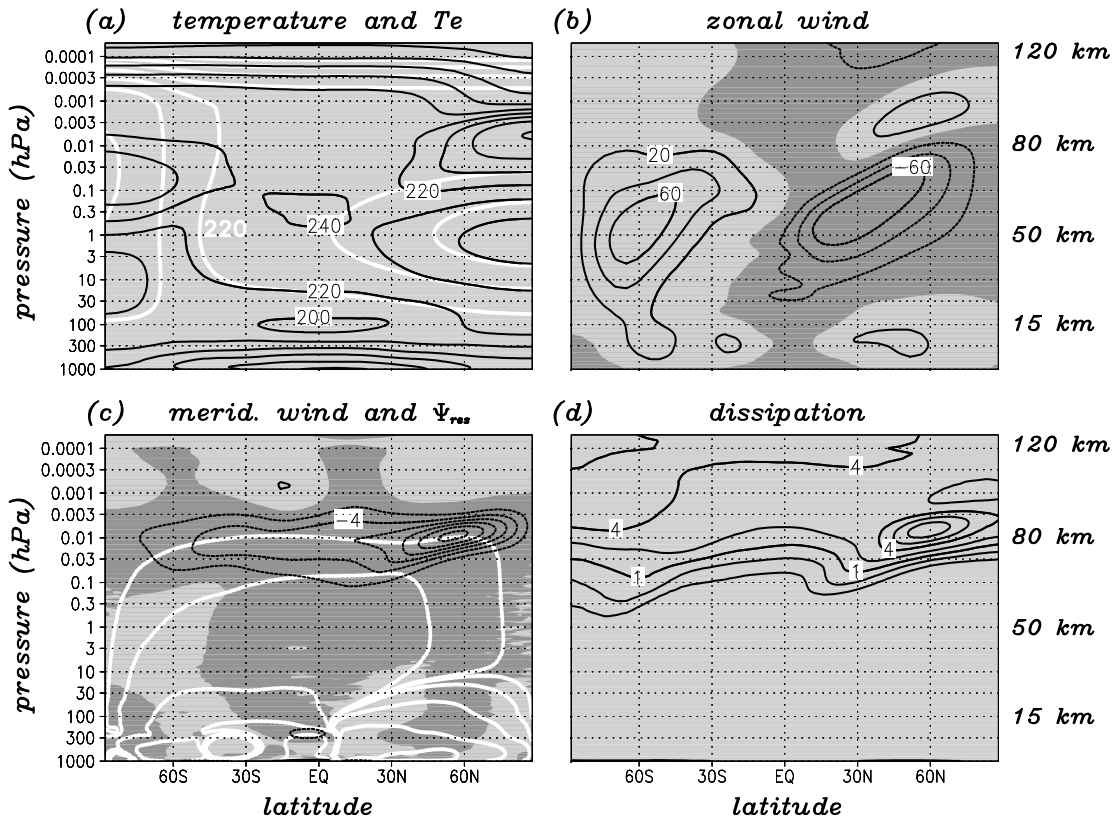 (a) temperature and Te
(b) zonal wind
0.0001
0.0003
0.001
0.003
0.01
0.03
0.1
0.3
1
3
10
30
100
300
1000
pressure (hPa)
220
240
220
220
200
20
60
−60
120 km
80 km
50 km
15 km
(c) merid. wind and Ψres
(d) dissipation
0.0001
0.0003
0.001
0.003
0.01
0.03
0.1
0.3
1
3
10
30
100
300
1000
pressure (hPa)
−4
4
4
4
1
1
120 km
80 km
50 km
15 km
60S 30S EQ 30N 60N
60S 30S EQ 30N 60N
latitude
latitude